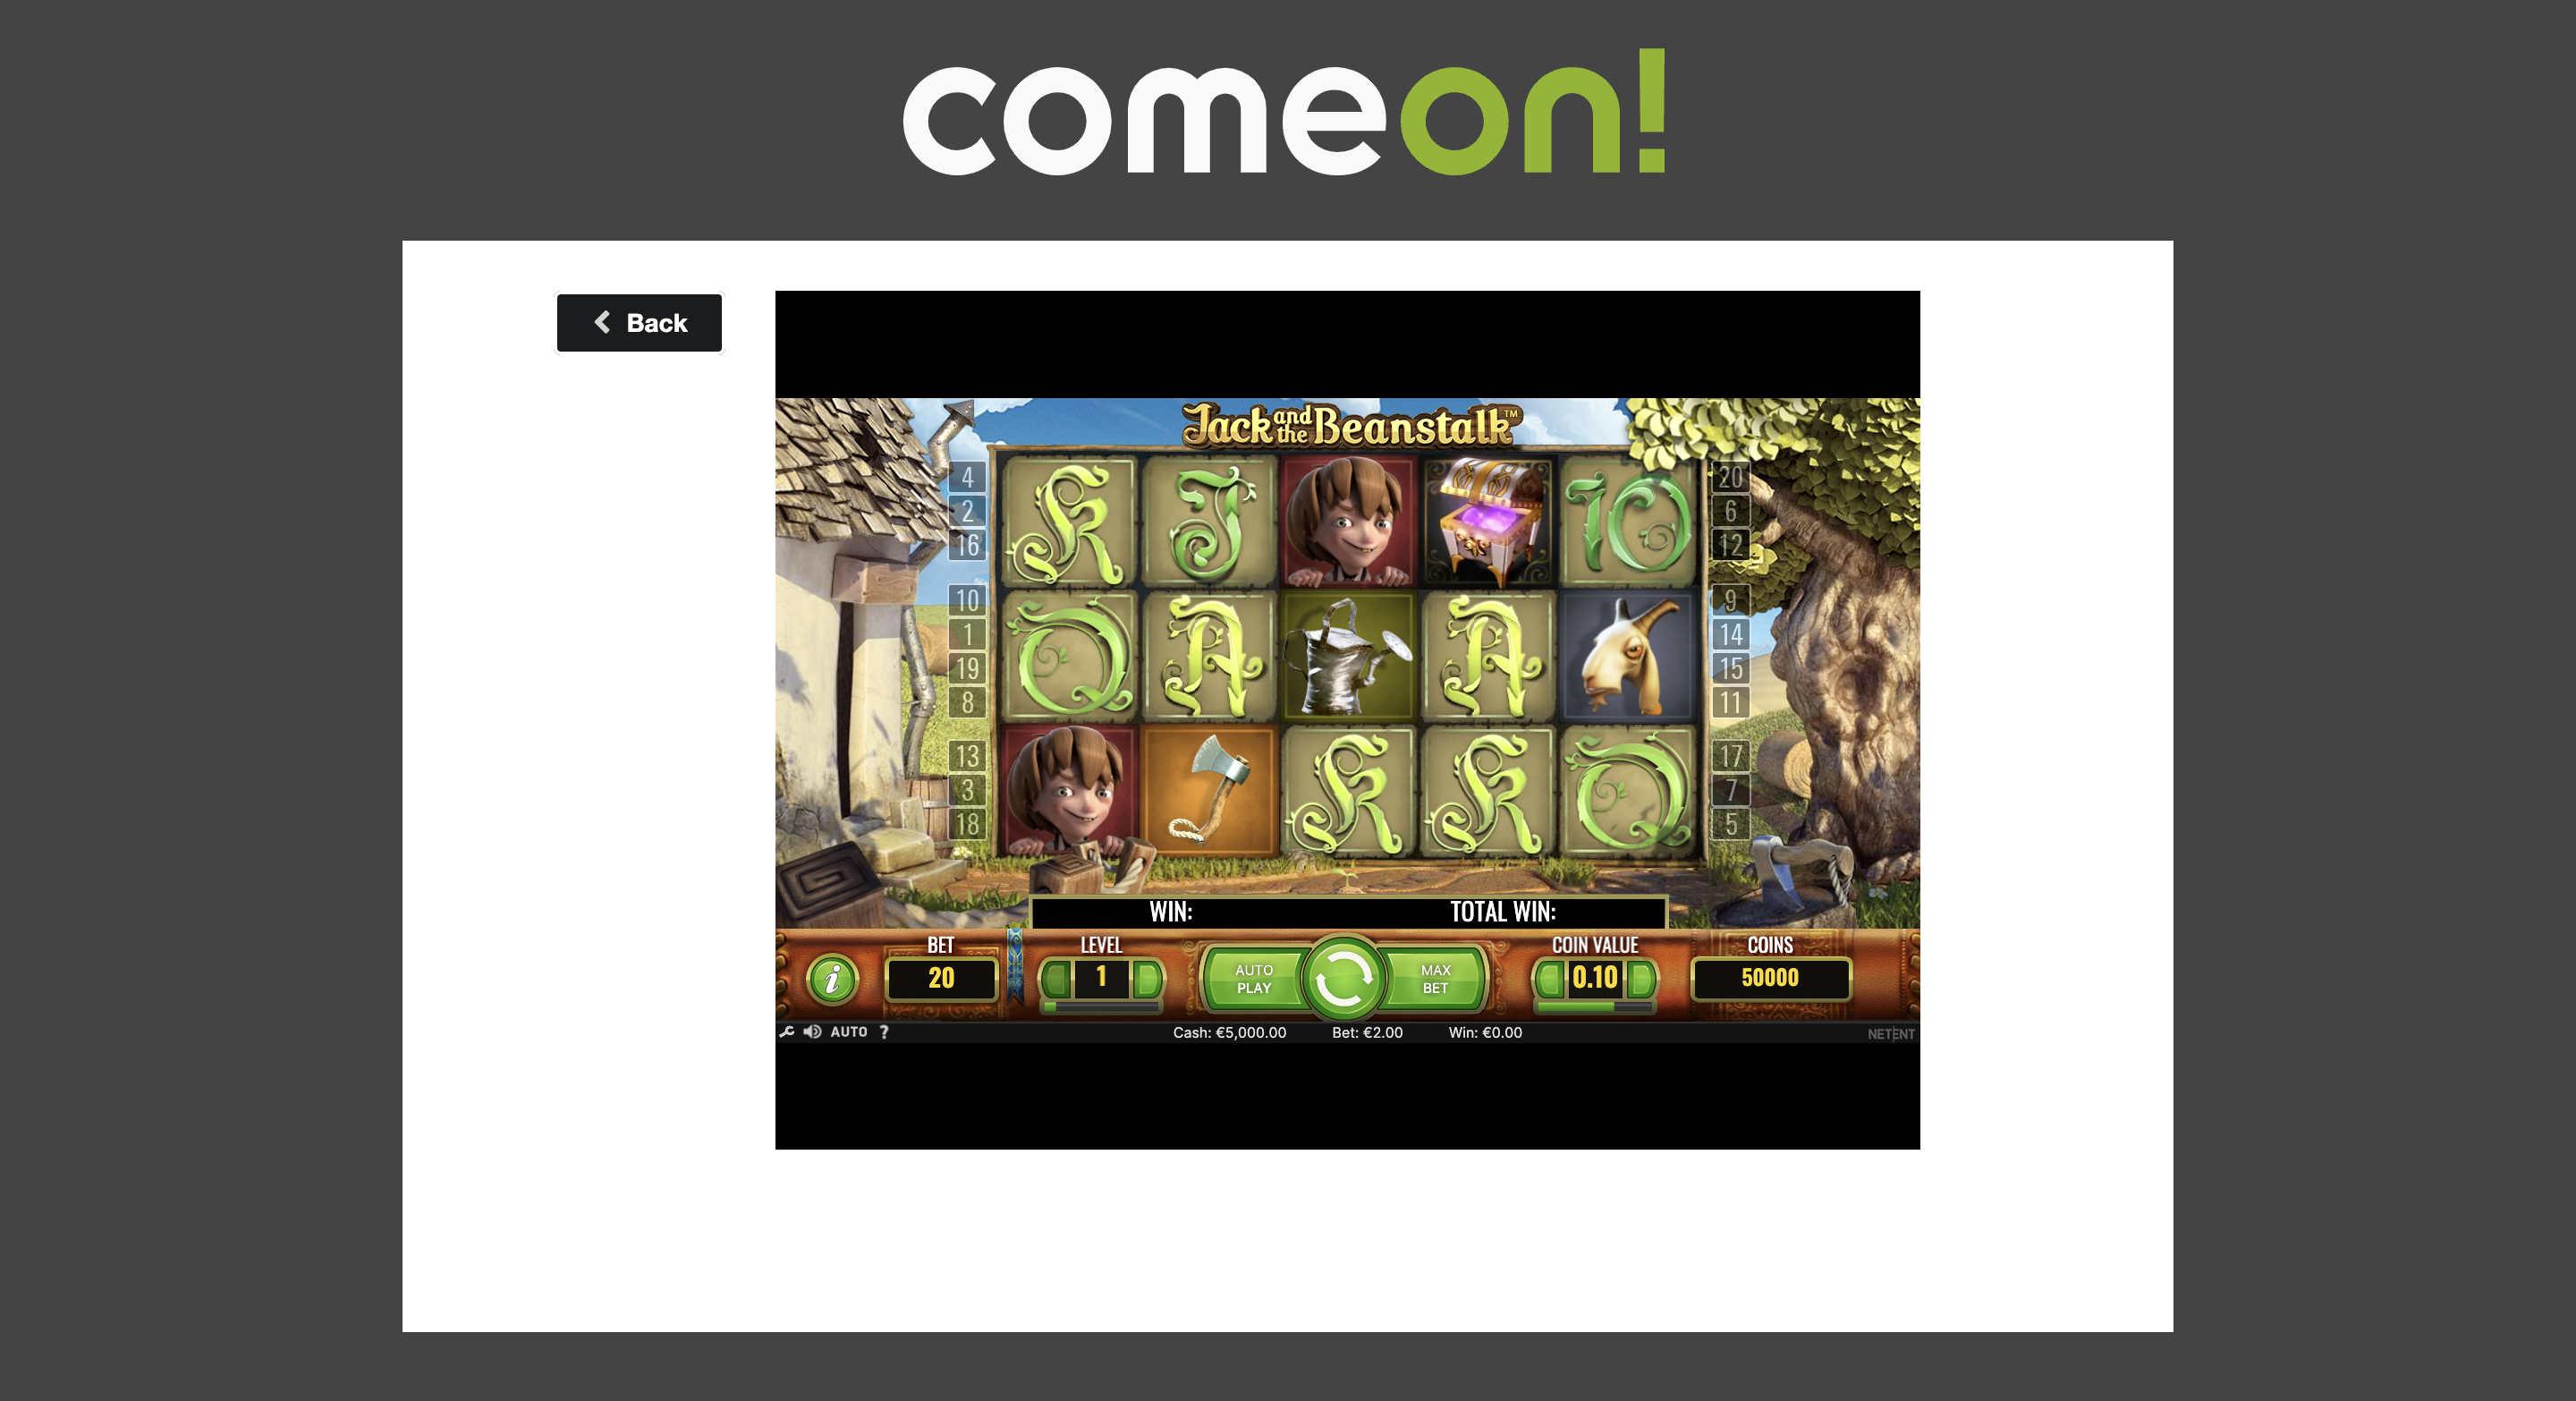 comeon!
Back
Jack and the Beanstalk™
4
2
16
10
1
19
8
13
3
18
K J 10
Q A A
K K Q
20
6
12
9
14
15
11
17
7
5
WIN: TOTAL WIN:
BET LEVEL COIN VALUE COINS
20 1 AUTO PLAY MAX BET 0.10 50000
AUTO ? Cash: €5,000.00 Bet: €2.00 Win: €0.00 NETENT